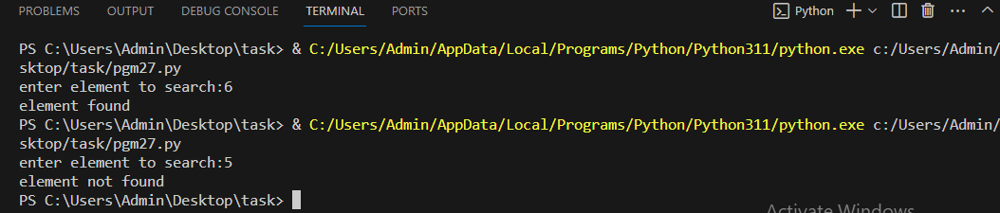 PROBLEMS OUTPUT DEBUG CONSOLE TERMINAL PORTS Python
PS C:\Users\Admin\Desktop\task> & C:/Users/Admin/AppData/Local/Programs/Python/Python311/python.exe c:/Users/Admin/
sktop/task/pgm27.py
enter element to search:6
element found
PS C:\Users\Admin\Desktop\task> & C:/Users/Admin/AppData/Local/Programs/Python/Python311/python.exe c:/Users/Admin/
sktop/task/pgm27.py
enter element to search:5
element not found
PS C:\Users\Admin\Desktop\task>
Activate Windows